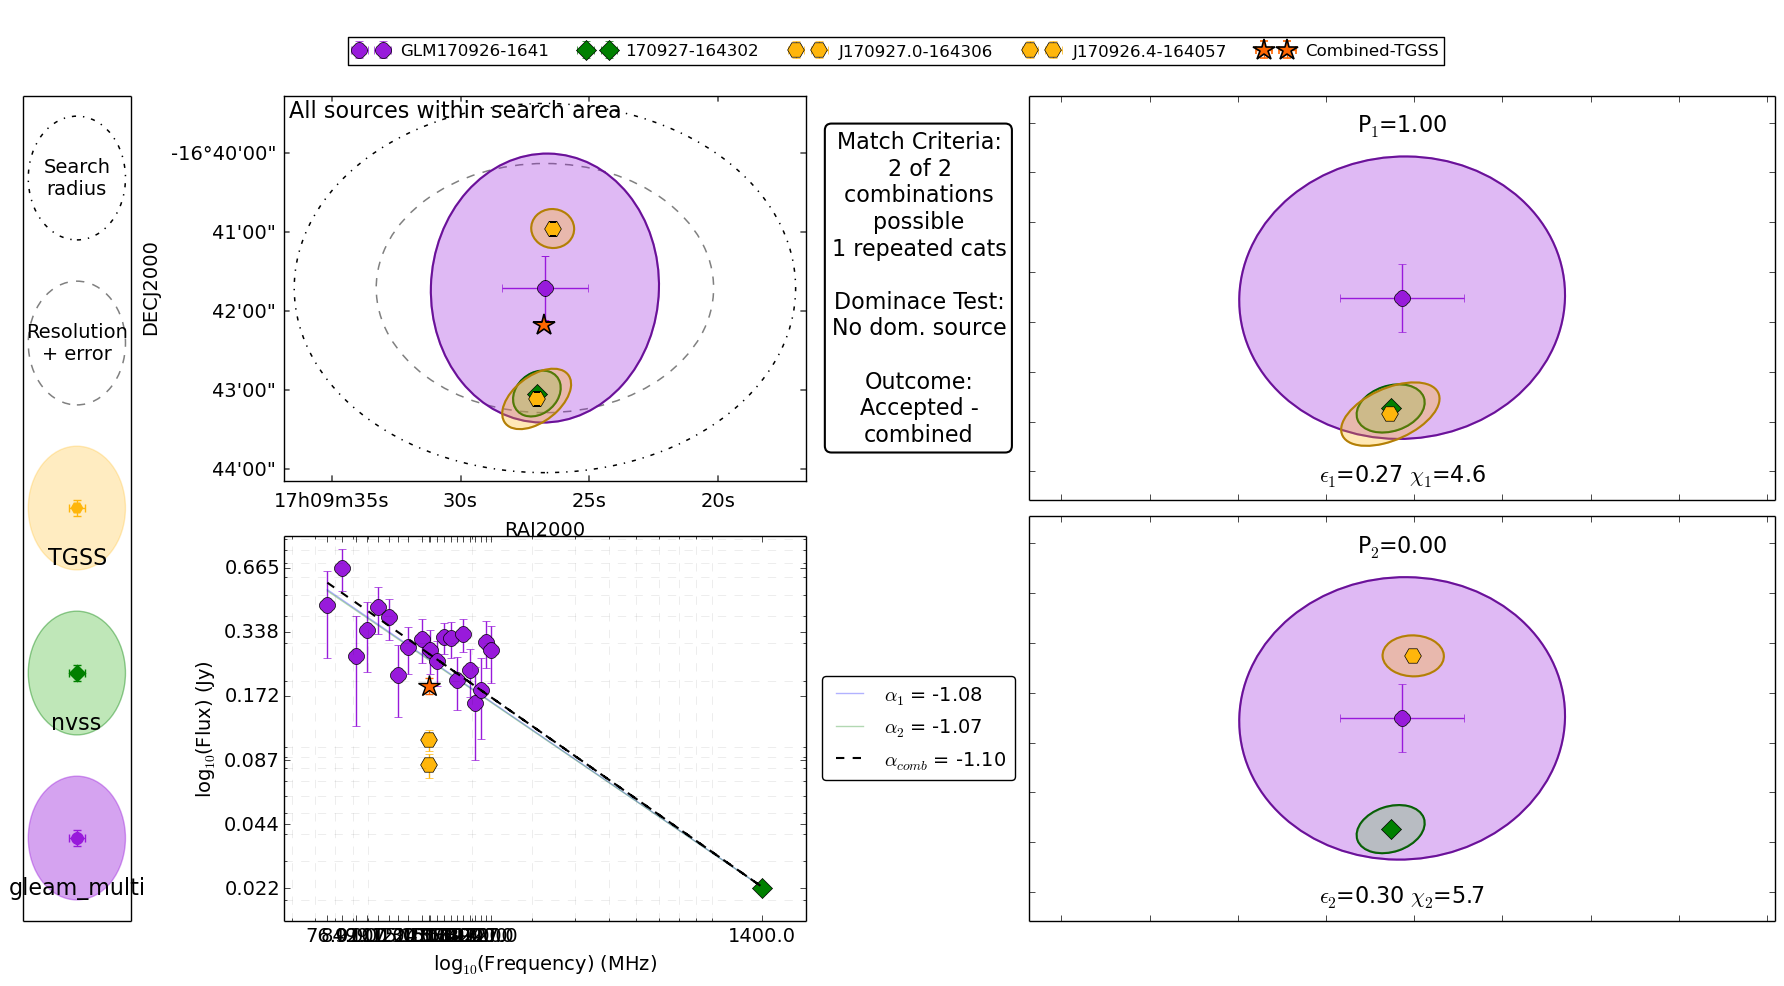 GLM170926-1641 170927-164302 J170927.0-164306 J170926.4-164057 Combined-TGSS
Search
radius
Resolution
+ error
TGSS
nvss
gleam_multi
All sources within search area
-16°40'00"
41'00"
42'00"
43'00"
44'00"
DECJ2000
17h09m35s 30s 25s 20s
RAJ2000
Match Criteria:
2 of 2
combinations
possible
1 repeated cats
Dominace Test:
No dom. source
Outcome:
Accepted -
combined
P1=1.00
ϵ1=0.27 χ1=4.6
P2=0.00
ϵ2=0.30 χ2=5.7
0.665
0.338
0.172
0.087
0.044
0.022
log10(Flux) (Jy)
1400.0
log10(Frequency) (MHz)
α1 = -1.08
α2 = -1.07
αcomb = -1.10